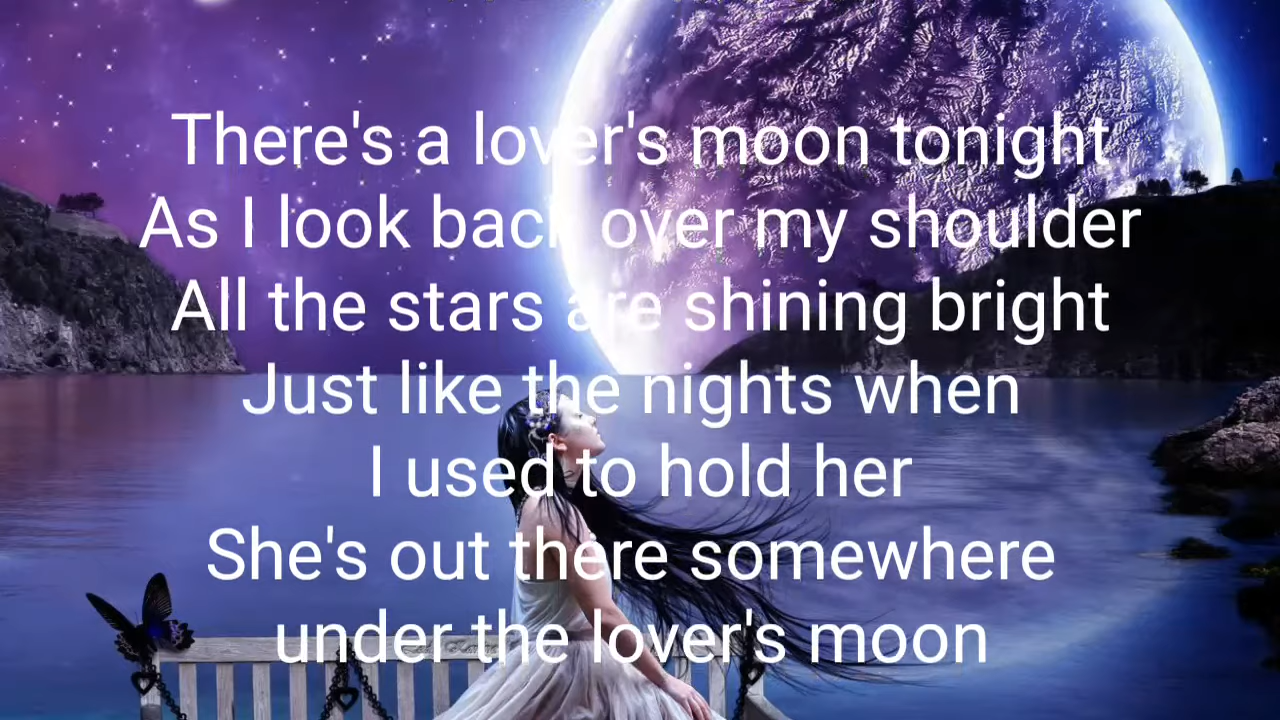 There's a lover's moon tonight
As I look back over my shoulder
All the stars are shining bright
Just like the nights when
I used to hold her
She's out there somewhere
under the lover's moon